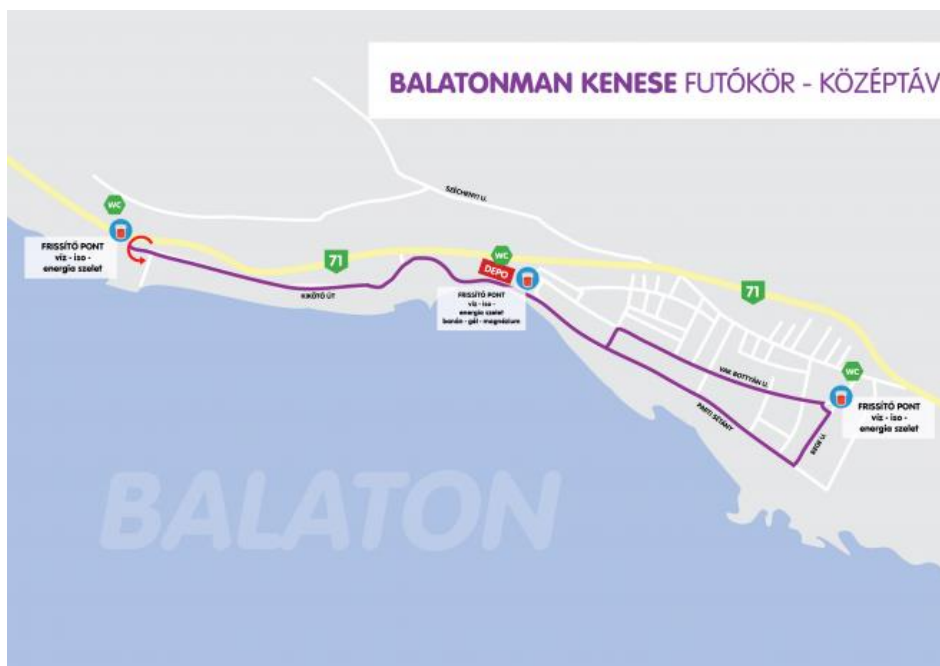 BALATONMAN KENESE FUTÓKÖR - KÖZÉPTÁV
SZÉCHENYI U.
WC
FRISSÍTŐ PONT
víz - iso -
energia szelet
71
KIKÖTŐ ÚT
WC
DEPO
FRISSÍTŐ PONT
víz - iso -
energia szelet
banán - gél - magnézium
71
VAK BOTTYÁN U.
PARTI SÉTÁNY
REGE U.
WC
FRISSÍTŐ PONT
víz - iso -
energia szelet
BALATON